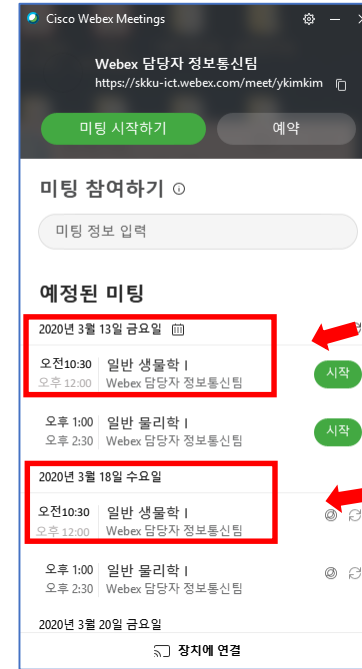 Cisco Webex Meetings
Webex 담당자 정보통신팀
https://skku-ict.webex.com/meet/ykimkim
미팅 시작하기
예약
미팅 참여하기
미팅 정보 입력
예정된 미팅
2020년 3월 13일 금요일
오전10:30 일반 생물학 I
오후 12:00 Webex 담당자 정보통신팀
시작
오후 1:00 일반 물리학 I
오후 2:30 Webex 담당자 정보통신팀
시작
2020년 3월 18일 수요일
오전10:30 일반 생물학 I
오후 12:00 Webex 담당자 정보통신팀
오후 1:00 일반 물리학 I
오후 2:30 Webex 담당자 정보통신팀
2020년 3월 20일 금요일
장치에 연결